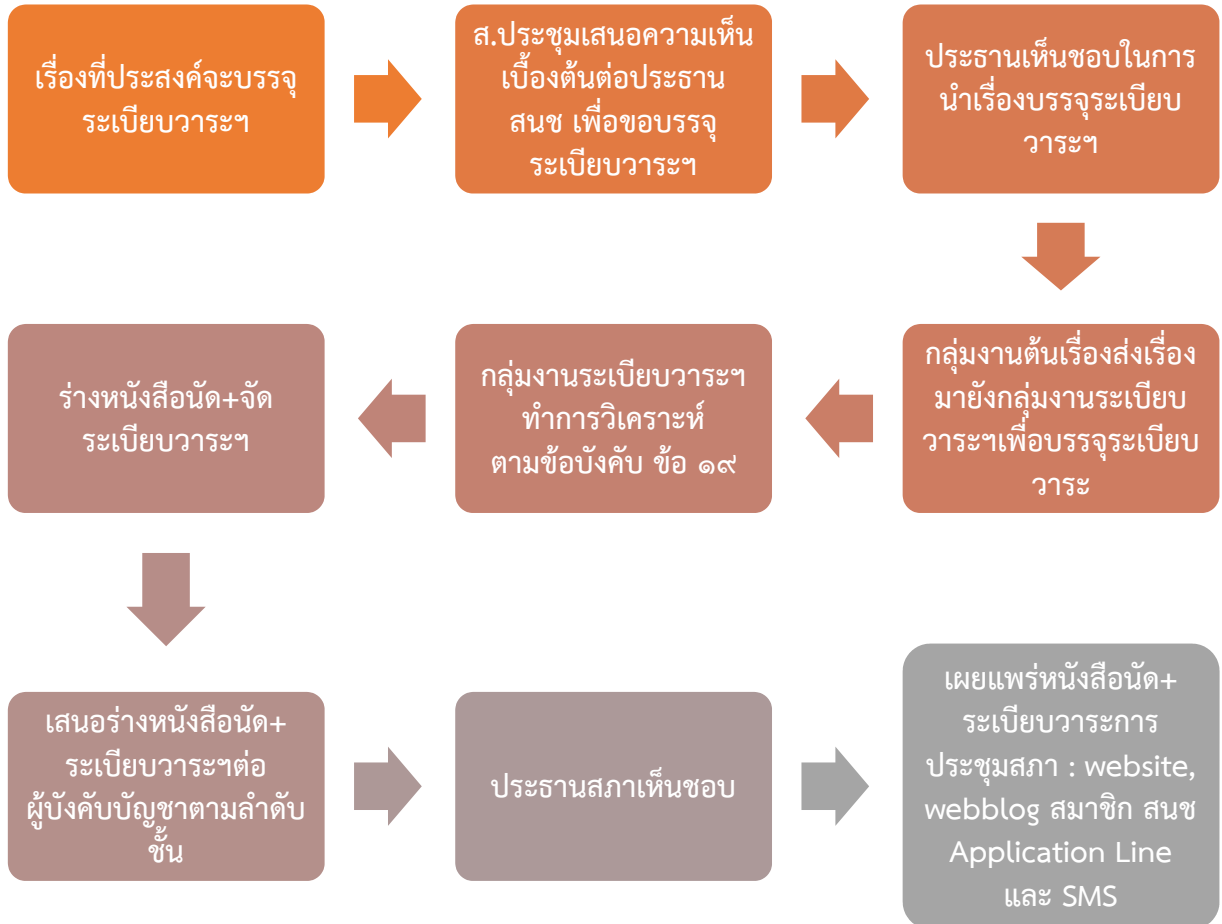 เรื่องที่ประสงค์จะบรรจุ
ระเบียบวาระฯ
ส.ประชุมเสนอความเห็น
เบื้องต้นต่อประธาน
สนช เพื่อขอบรรจุ
ระเบียบวาระฯ
ประธานเห็นชอบในการ
นำเรื่องบรรจุระเบียบ
วาระฯ
กลุ่มงานต้นเรื่องส่งเรื่อง
มายังกลุ่มงานระเบียบ
วาระฯเพื่อบรรจุระเบียบ
วาระ
กลุ่มงานระเบียบวาระฯ
ทำการวิเคราะห์
ตามข้อบังคับ ข้อ ๑๙
ร่างหนังสือนัด+จัด
ระเบียบวาระฯ
เสนอร่างหนังสือนัด+
ระเบียบวาระฯต่อ
ผู้บังคับบัญชาตามลำดับ
ชั้น
ประธานสภาเห็นชอบ
เผยแพร่หนังสือนัด+
ระเบียบวาระการ
ประชุมสภา : website,
webblog สมาชิก สนช
Application Line
และ SMS